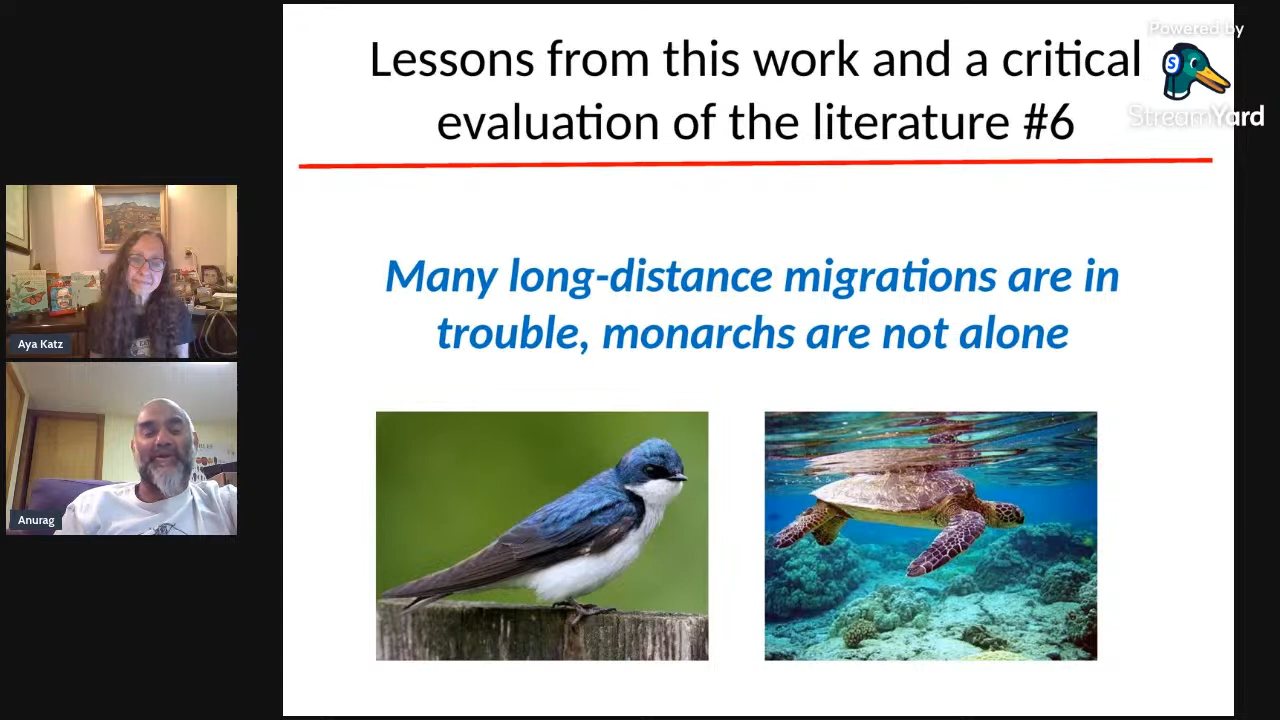 Lessons from this work and a critical
evaluation of the literature #6
Powered by
S
StreamYard
Many long-distance migrations are in
trouble, monarchs are not alone
Aya Katz
Anurag